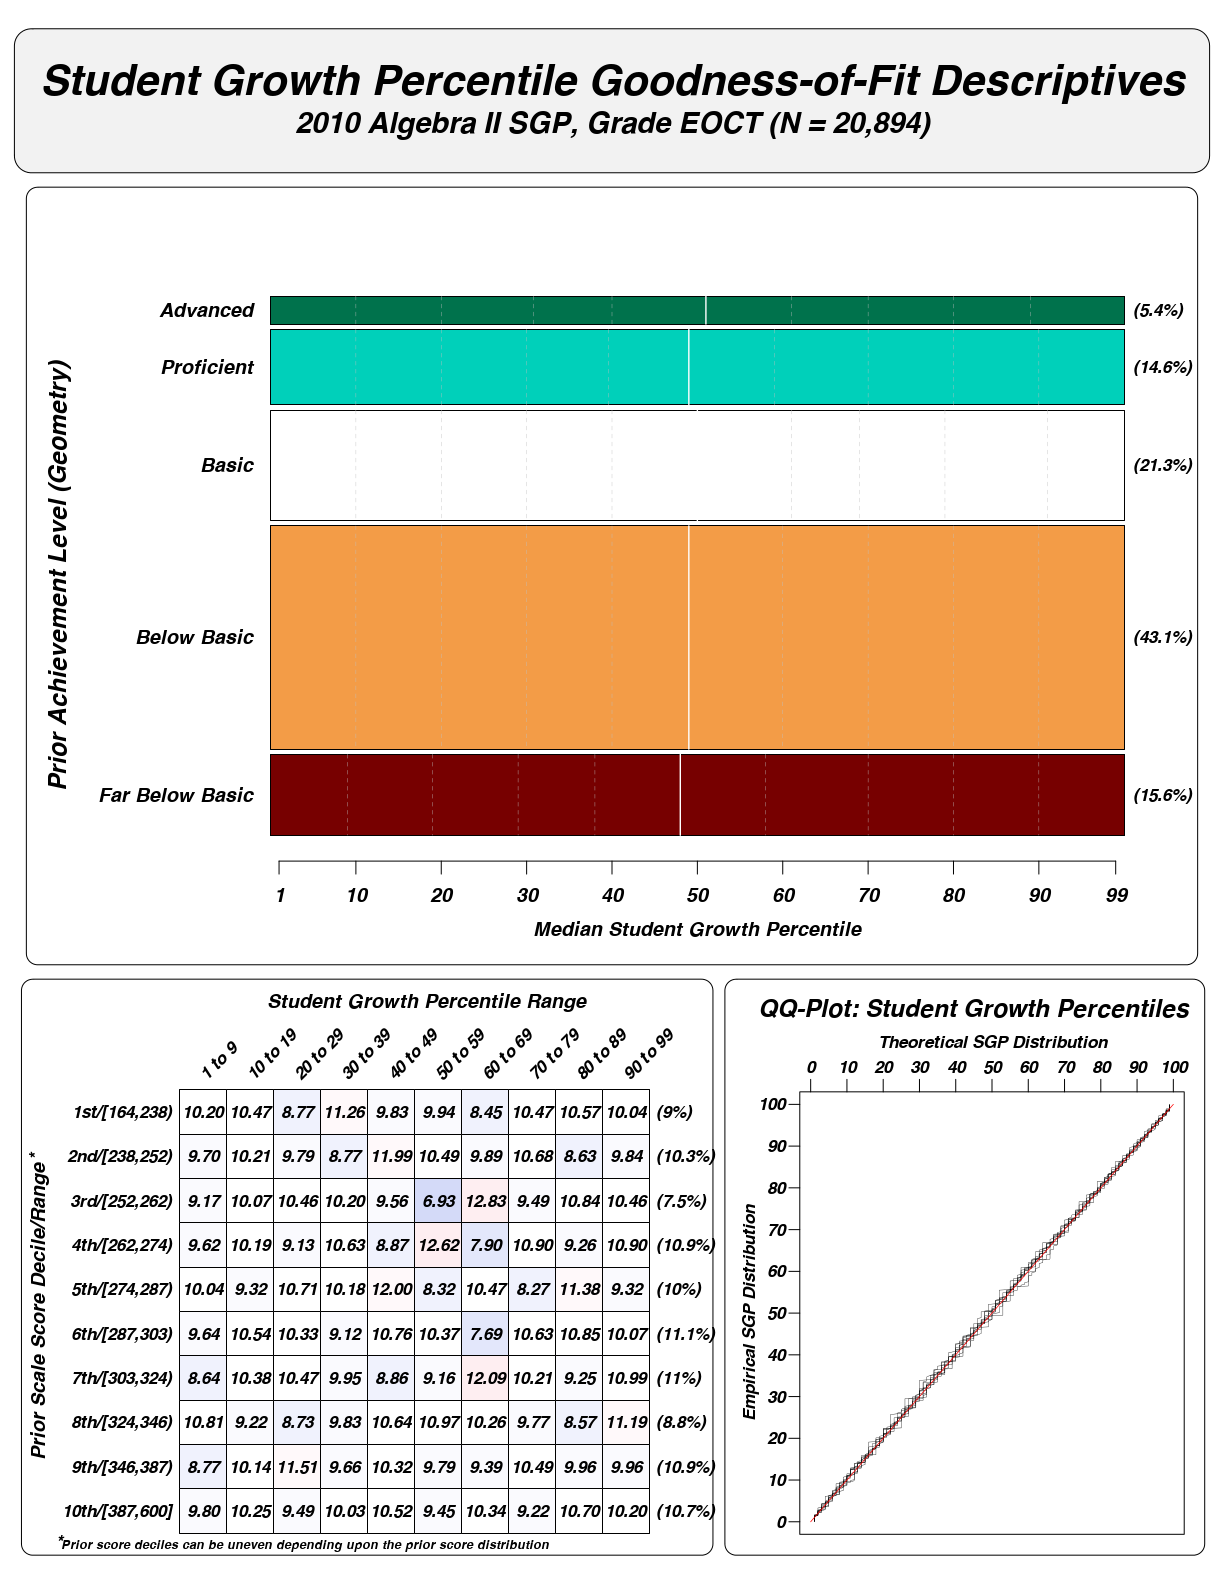 Student Growth Percentile Goodness-of-Fit Descriptives
2010 Algebra II SGP, Grade EOCT (N = 20,894)
Prior Achievement Level (Geometry)
Advanced (5.4%)
Proficient (14.6%)
Basic (21.3%)
Below Basic (43.1%)
Far Below Basic (15.6%)
1 10 20 30 40 50 60 70 80 90 99
Median Student Growth Percentile
Student Growth Percentile Range
1 to 9 10 to 19 20 to 29 30 to 39 40 to 49 50 to 59 60 to 69 70 to 79 80 to 89 90 to 99
Prior Scale Score Decile/Range*
1st/[164,238) 10.20 10.47 8.77 11.26 9.83 9.94 8.45 10.47 10.57 10.04 (9%)
2nd/[238,252) 9.70 10.21 9.79 8.77 11.99 10.49 9.89 10.68 8.63 9.84 (10.3%)
3rd/[252,262) 9.17 10.07 10.46 10.20 9.56 6.93 12.83 9.49 10.84 10.46 (7.5%)
4th/[262,274) 9.62 10.19 9.13 10.63 8.87 12.62 7.90 10.90 9.26 10.90 (10.9%)
5th/[274,287) 10.04 9.32 10.71 10.18 12.00 8.32 10.47 8.27 11.38 9.32 (10%)
6th/[287,303) 9.64 10.54 10.33 9.12 10.76 10.37 7.69 10.63 10.85 10.07 (11.1%)
7th/[303,324) 8.64 10.38 10.47 9.95 8.86 9.16 12.09 10.21 9.25 10.99 (11%)
8th/[324,346) 10.81 9.22 8.73 9.83 10.64 10.97 10.26 9.77 8.57 11.19 (8.8%)
9th/[346,387) 8.77 10.14 11.51 9.66 10.32 9.79 9.39 10.49 9.96 9.96 (10.9%)
10th/[387,600] 9.80 10.25 9.49 10.03 10.52 9.45 10.34 9.22 10.70 10.20 (10.7%)
*Prior score deciles can be uneven depending upon the prior score distribution
QQ-Plot: Student Growth Percentiles
Theoretical SGP Distribution
0 10 20 30 40 50 60 70 80 90 100
Empirical SGP Distribution
100
90
80
70
60
50
40
30
20
10
0